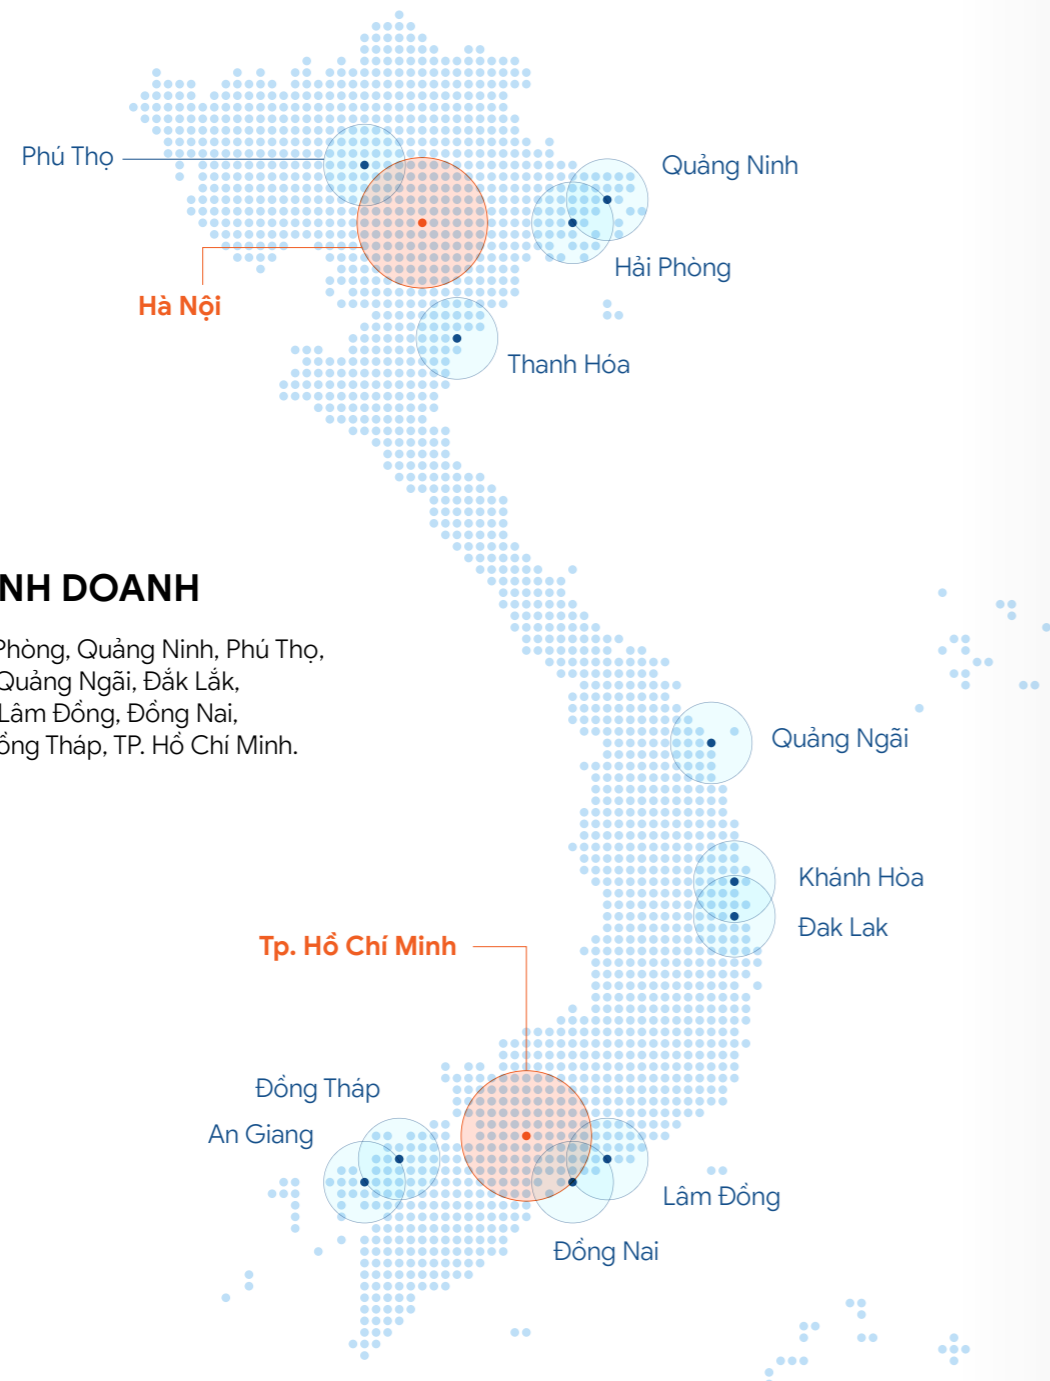 Phú Thọ
Quảng Ninh
Hải Phòng
Hà Nội
Thanh Hóa
NH DOANH
Phòng, Quảng Ninh, Phú Thọ,
Quảng Ngãi, Đắk Lắk,
Lâm Đồng, Đồng Nai,
ồng Tháp, TP. Hồ Chí Minh.
Quảng Ngãi
Khánh Hòa
Đak Lak
Tp. Hồ Chí Minh
Đồng Tháp
An Giang
Lâm Đồng
Đồng Nai